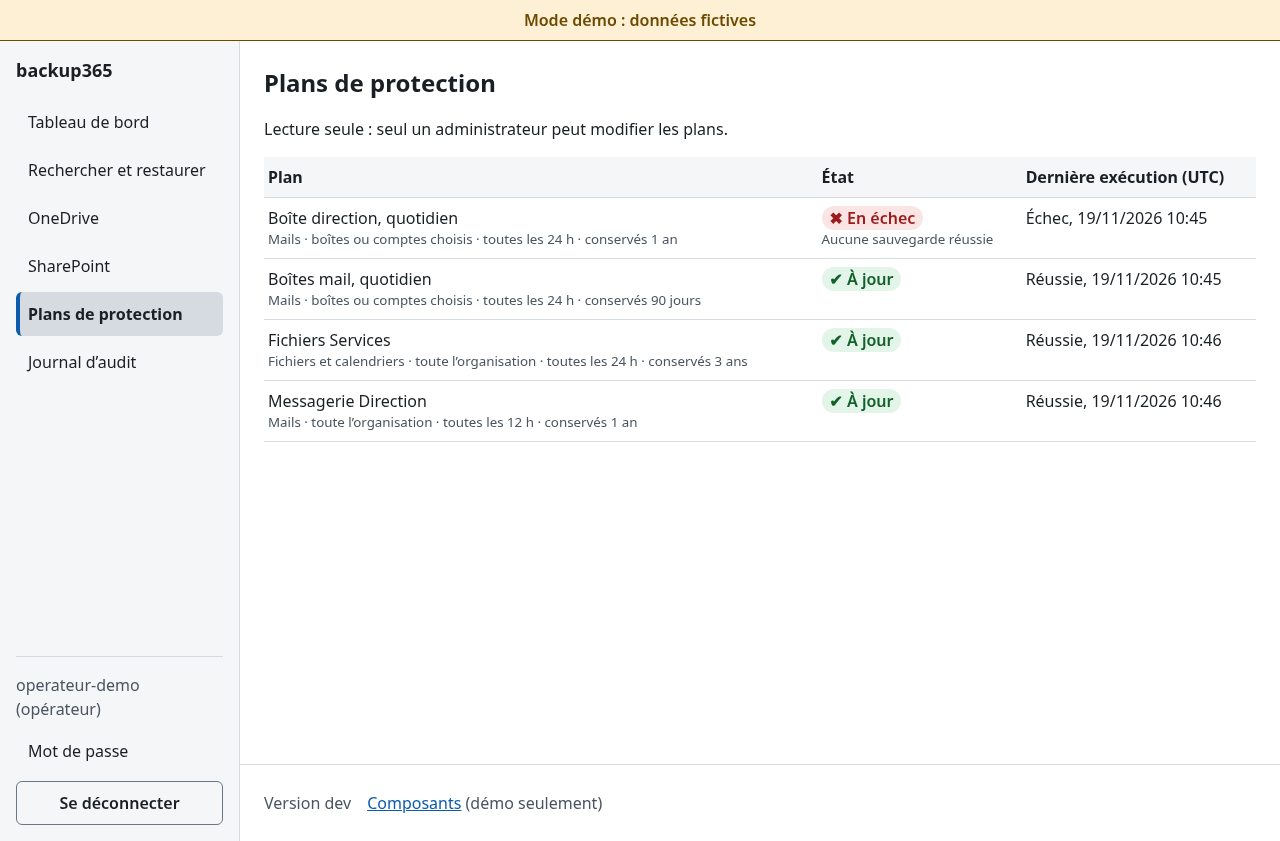 Mode démo : données fictives
backup365
Tableau de bord
Rechercher et restaurer
OneDrive
SharePoint
Plans de protection
Journal d’audit
operateur-demo
(opérateur)
Mot de passe
Se déconnecter
Plans de protection
Lecture seule : seul un administrateur peut modifier les plans.
Plan État Dernière exécution (UTC)
Boîte direction, quotidien ✖ En échec Échec, 19/11/2026 10:45
Mails · boîtes ou comptes choisis · toutes les 24 h · conservés 1 an Aucune sauvegarde réussie
Boîtes mail, quotidien ✔ À jour Réussie, 19/11/2026 10:45
Mails · boîtes ou comptes choisis · toutes les 24 h · conservés 90 jours
Fichiers Services ✔ À jour Réussie, 19/11/2026 10:46
Fichiers et calendriers · toute l’organisation · toutes les 24 h · conservés 3 ans
Messagerie Direction ✔ À jour Réussie, 19/11/2026 10:46
Mails · toute l’organisation · toutes les 12 h · conservés 1 an
Version dev Composants (démo seulement)